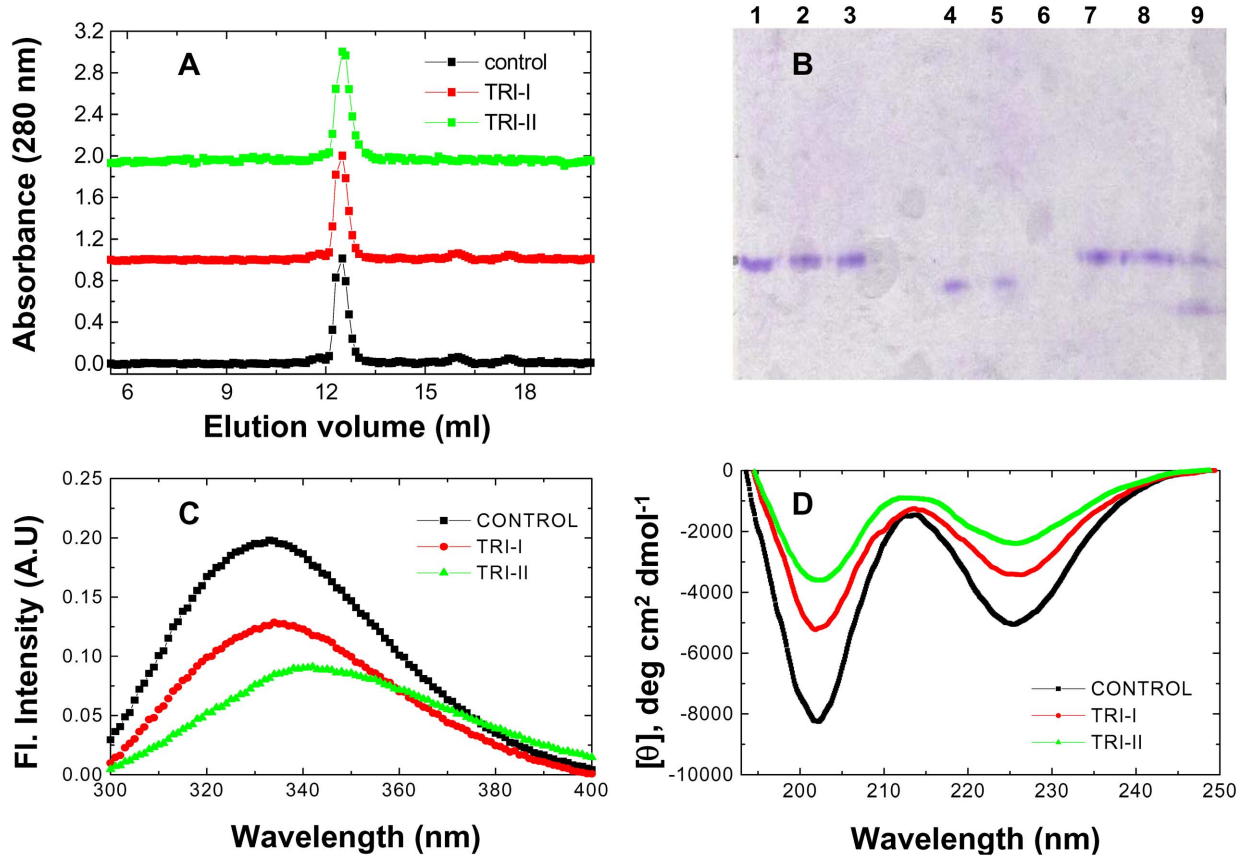 A
control
TRI-I
TRI-II
Absorbance (280 nm)
3.2
2.8
2.4
2.0
1.6
1.2
0.8
0.4
0.0
6 9 12 15 18
Elution volume (ml)
1 2 3 4 5 6 7 8 9
B
C
CONTROL
TRI-I
TRI-II
Fl. Intensity (A.U)
0.25
0.20
0.15
0.10
0.05
0.00
300 320 340 360 380 400
Wavelength (nm)
D
CONTROL
TRI-I
TRI-II
[θ], deg cm² dmol⁻¹
0
-2000
-4000
-6000
-8000
-10000
200 210 220 230 240 250
Wavelength (nm)